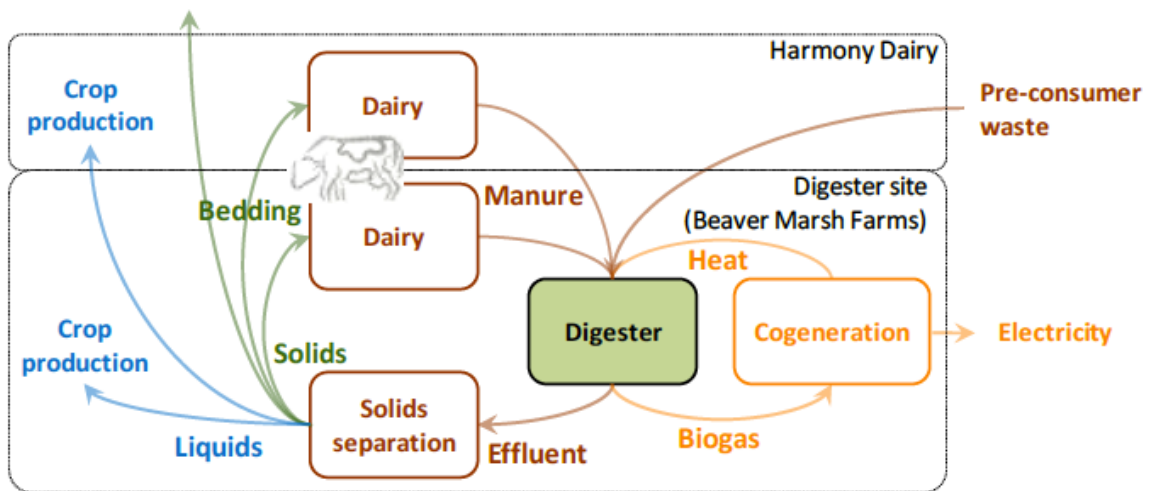 Harmony Dairy
Crop
production
Dairy
Pre-consumer
waste
Digester site
(Beaver Marsh Farms)
Bedding
Manure
Dairy
Heat
Crop
production
Solids
Digester
Cogeneration
Electricity
Solids
separation
Liquids
Effluent
Biogas